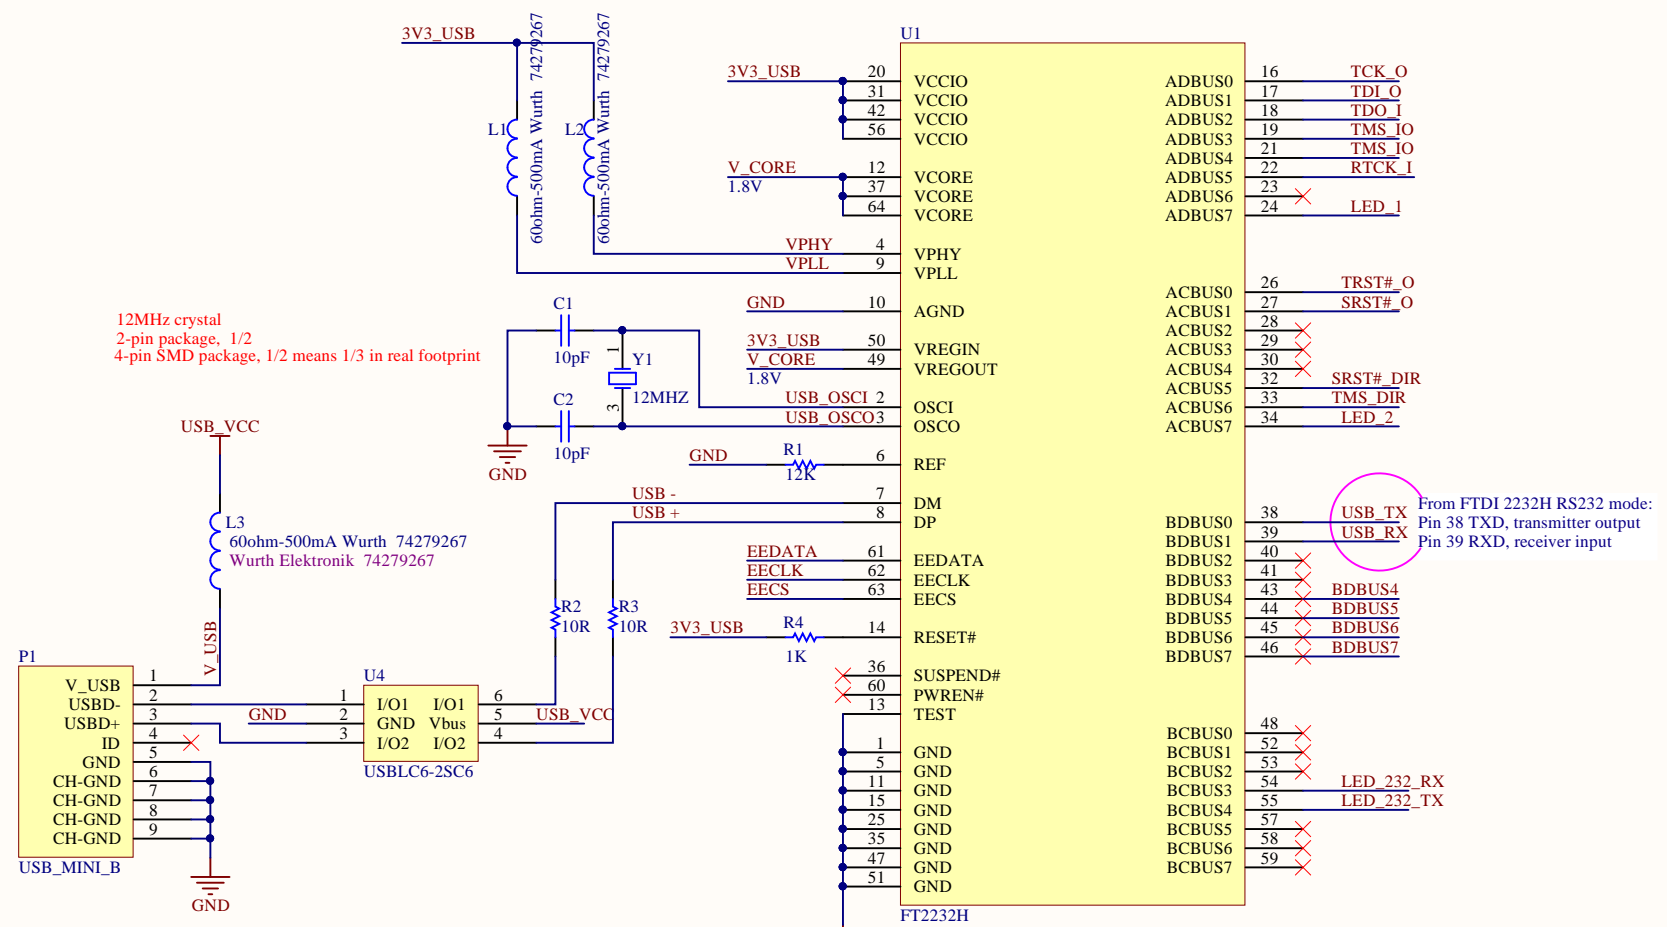 3V3_USB
60ohm-500mA Wurth  74279267
60ohm-500mA Wurth  74279267
L1
L2
U1
3V3_USB
20 VCCIO
31 VCCIO
42 VCCIO
56 VCCIO
V_CORE
1.8V
12 VCORE
37 VCORE
64 VCORE
VPHY 4 VPHY
VPLL 9 VPLL
GND 10 AGND
3V3_USB 50 VREGIN
V_CORE 49 VREGOUT
1.8V
USB_OSCI 2 OSCI
USB_OSCO 3 OSCO
GND R1 6 REF
12K
USB - 7 DM
USB + 8 DP
EEDATA 61 EEDATA
EECLK 62 EECLK
EECS 63 EECS
3V3_USB R4 14 RESET#
1K
36 SUSPEND#
60 PWREN#
13 TEST
1 GND
5 GND
11 GND
15 GND
25 GND
35 GND
47 GND
51 GND
FT2232H
ADBUS0 16 TCK_O
ADBUS1 17 TDI_O
ADBUS2 18 TDO_I
ADBUS3 19 TMS_IO
ADBUS4 21 TMS_IO
ADBUS5 22 RTCK_I
ADBUS6 23
ADBUS7 24 LED_1
ACBUS0 26 TRST#_O
ACBUS1 27 SRST#_O
ACBUS2 28
ACBUS3 29
ACBUS4 30
ACBUS5 32 SRST#_DIR
ACBUS6 33 TMS_DIR
ACBUS7 34 LED_2
BDBUS0 38 USB_TX
BDBUS1 39 USB_RX
BDBUS2 40
BDBUS3 41
BDBUS4 43 BDBUS4
BDBUS5 44 BDBUS5
BDBUS6 45 BDBUS6
BDBUS7 46 BDBUS7
BCBUS0 48
BCBUS1 52
BCBUS2 53
BCBUS3 54 LED_232_RX
BCBUS4 55 LED_232_TX
BCBUS5 57
BCBUS6 58
BCBUS7 59
From FTDI 2232H RS232 mode:
Pin 38 TXD, transmitter output
Pin 39 RXD, receiver input
12MHz crystal
2-pin package,  1/2
4-pin SMD package, 1/2 means 1/3 in real footprint
C1
10pF
1
Y1
12MHZ
3
C2
10pF
GND
USB_VCC
L3
60ohm-500mA Wurth  74279267
Wurth Elektronik  74279267
V_USB
R2
10R
R3
10R
P1
V_USB 1
USBD- 2
USBD+ 3
ID 4
GND 5
CH-GND 6
CH-GND 7
CH-GND 8
CH-GND 9
USB_MINI_B
GND
U4
1 I/O1 I/O1 6
GND 2 GND Vbus 5 USB_VCC
3 I/O2 I/O2 4
USBLC6-2SC6